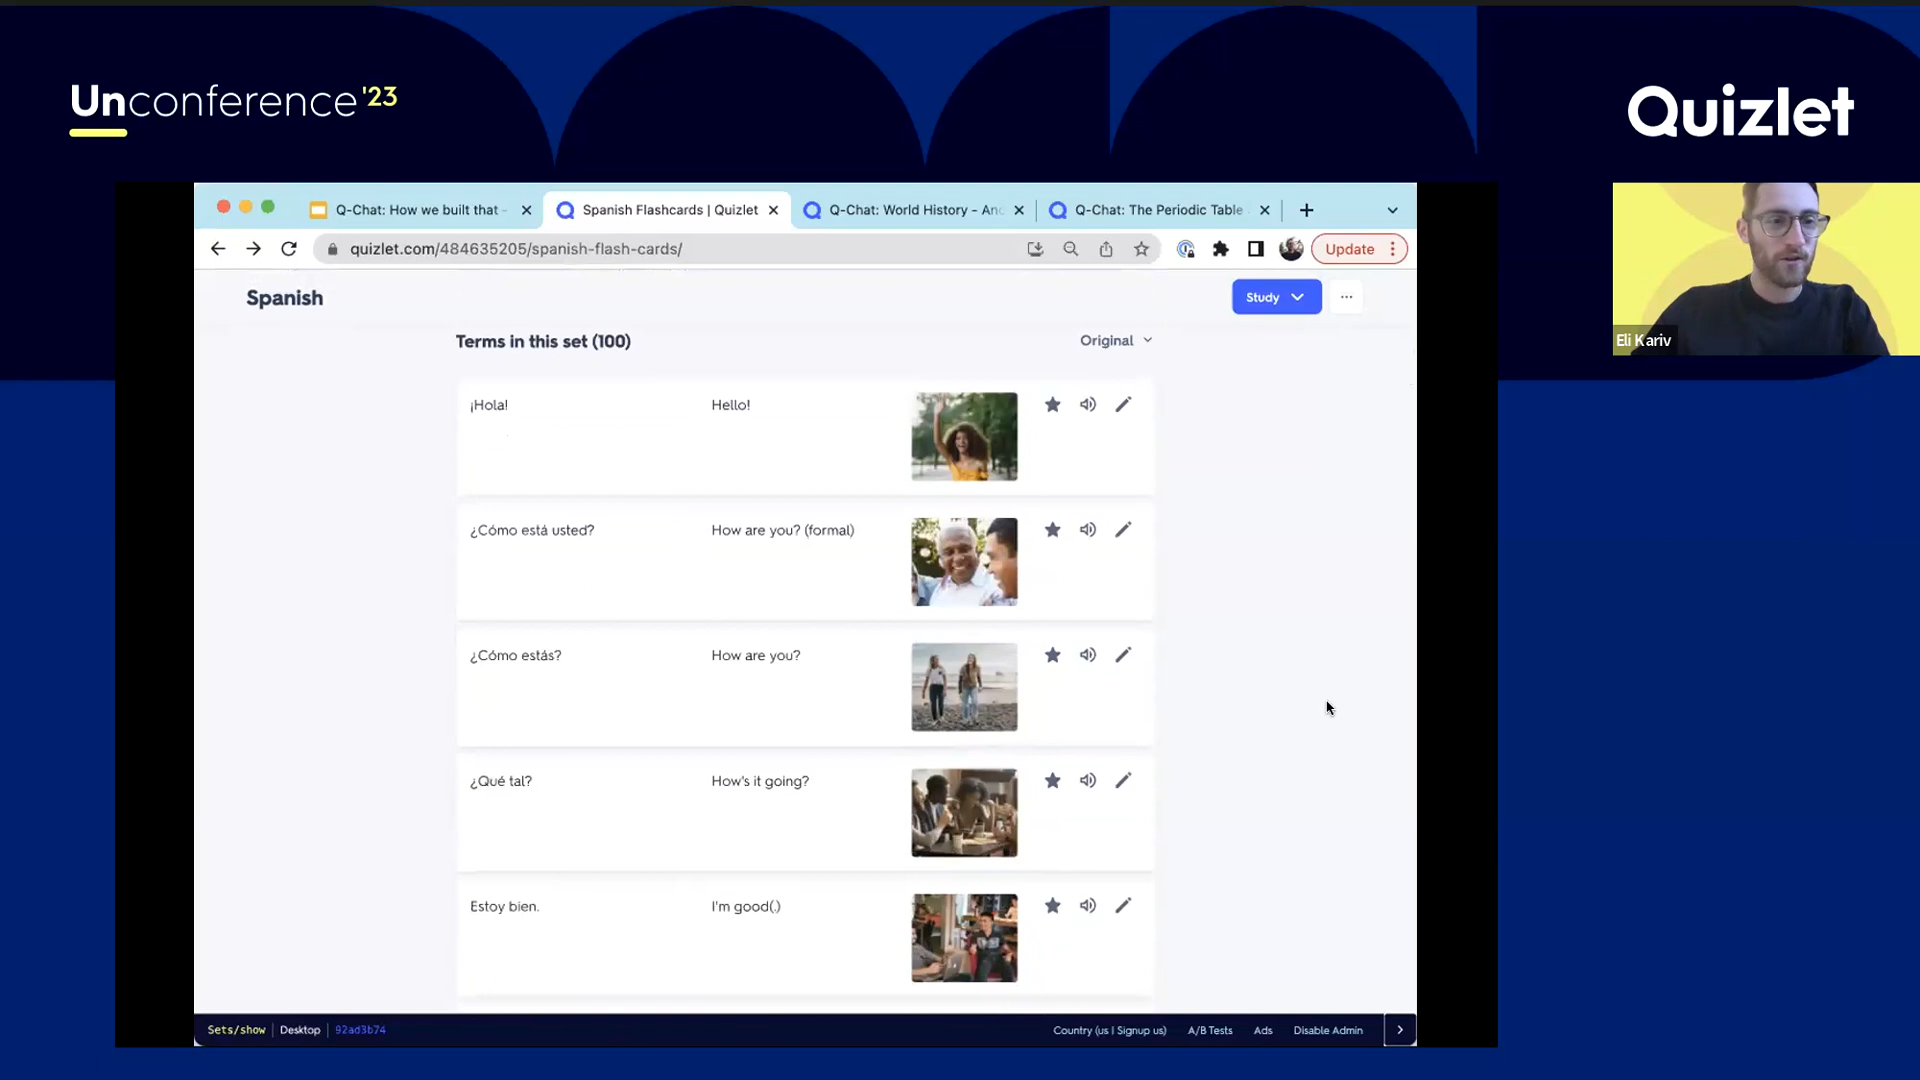 Unconference '23
Quizlet
Q-Chat: How we built that -
Spanish Flashcards | Quizlet
Q-Chat: World History - Anc
Q-Chat: The Periodic Table
quizlet.com/484635205/spanish-flash-cards/
Update
Spanish
Study
Eli Kariv
Terms in this set (100)
Original
¡Hola!
Hello!
¿Cómo está usted?
How are you? (formal)
¿Cómo estás?
How are you?
¿Qué tal?
How's it going?
Estoy bien.
I'm good(.)
Sets/show | Desktop | 92ad3b74
Country (us | Signup us)
A/B Tests
Ads
Disable Admin